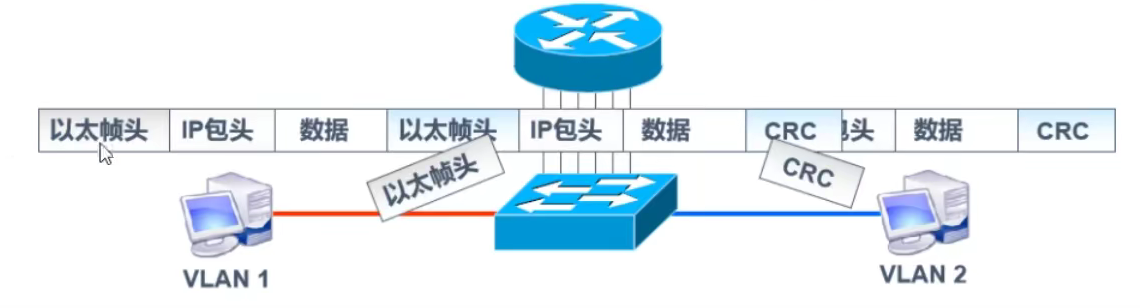 以太帧头 IP包头 数据 以太帧头 IP包头 数据 CRC 包头 数据 CRC
以太帧头 CRC
VLAN 1 VLAN 2